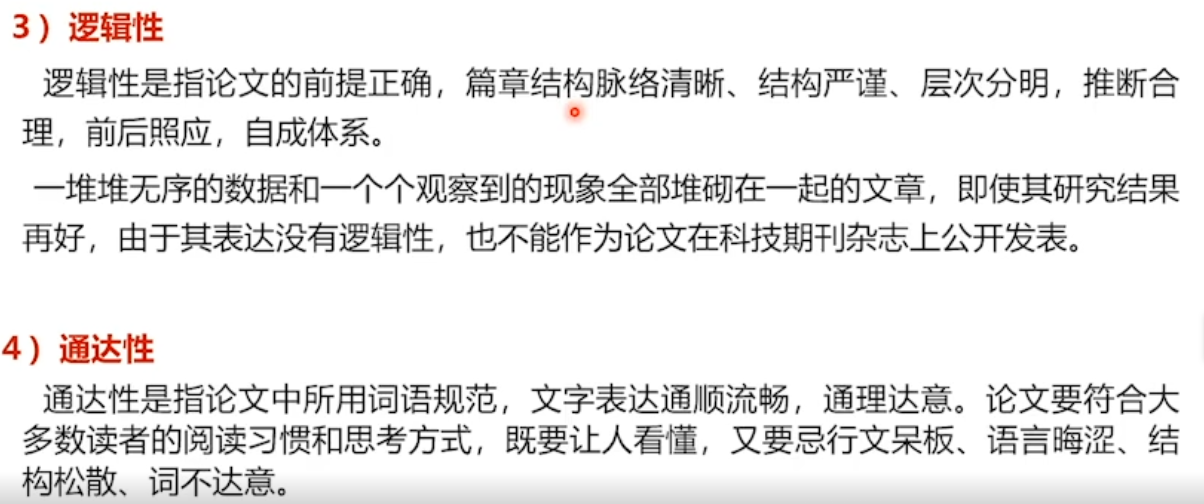 3）逻辑性
逻辑性是指论文的前提正确，篇章结构脉络清晰、结构严谨、层次分明，推断合
理，前后照应，自成体系。
一堆堆无序的数据和一个个观察到的现象全部堆砌在一起的文章，即使其研究结果
再好，由于其表达没有逻辑性，也不能作为论文在科技期刊杂志上公开发表。
4）通达性
通达性是指论文中所用词语规范，文字表达通顺流畅，通理达意。论文要符合大
多数读者的阅读习惯和思考方式，既要让人看懂，又要忌行文呆板、语言晦涩、结
构松散、词不达意。